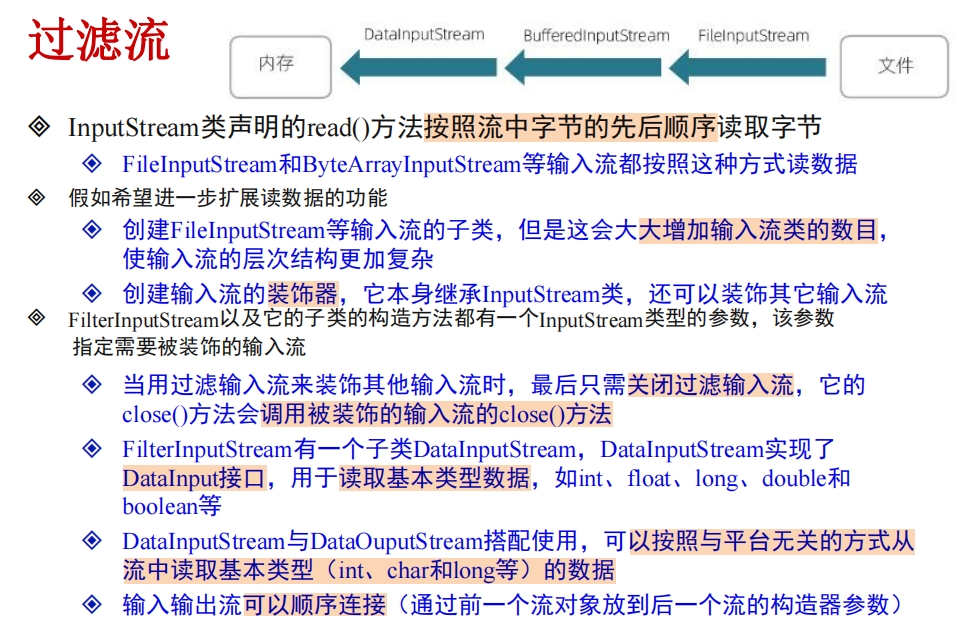 过滤流
DataInputStream
BufferedInputStream
FileInputStream
内存
文件
InputStream类声明的read()方法按照流中字节的先后顺序读取字节
FileInputStream和ByteArrayInputStream等输入流都按照这种方式读数据
假如希望进一步扩展读数据的功能
创建FileInputStream等输入流的子类，但是这会大大增加输入流类的数目，
使输入流的层次结构更加复杂
创建输入流的装饰器，它本身继承InputStream类，还可以装饰其它输入流
FilterInputStream以及它的子类的构造方法都有一个InputStream类型的参数，该参数
指定需要被装饰的输入流
当用过滤输入流来装饰其他输入流时，最后只需关闭过滤输入流，它的
close()方法会调用被装饰的输入流的close()方法
FilterInputStream有一个子类DataInputStream，DataInputStream实现了
DataInput接口，用于读取基本类型数据，如int、float、long、double和
boolean等
DataInputStream与DataOuputStream搭配使用，可以按照与平台无关的方式从
流中读取基本类型（int、char和long等）的数据
输入输出流可以顺序连接（通过前一个流对象放到后一个流的构造器参数）